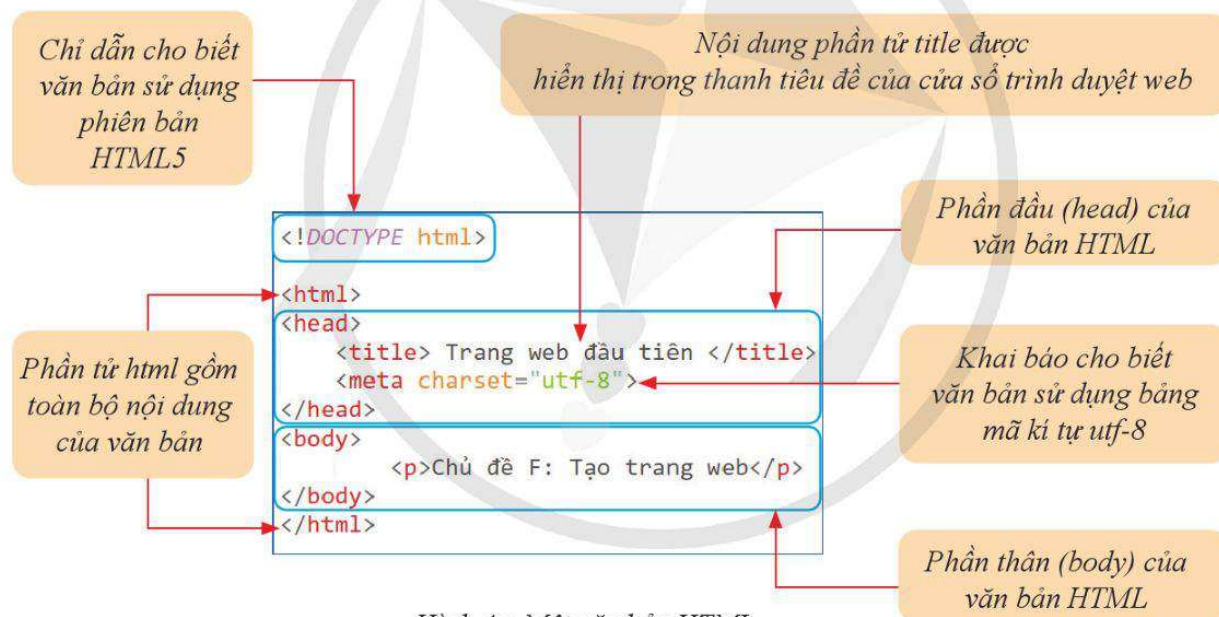 Chỉ dẫn cho biết
văn bản sử dụng
phiên bản
HTML5
Nội dung phần tử title được
hiển thị trong thanh tiêu đề của cửa sổ trình duyệt web
Phần đầu (head) của
văn bản HTML
<!DOCTYPE html>
<html>
<head>
<title> Trang web đầu tiên </title>
<meta charset="utf-8">
</head>
<body>
<p>Chủ đề F: Tạo trang web</p>
</body>
</html>
Phần tử html gồm
toàn bộ nội dung
của văn bản
Khai báo cho biết
văn bản sử dụng bảng
mã kí tự utf-8
Phần thân (body) của
văn bản HTML